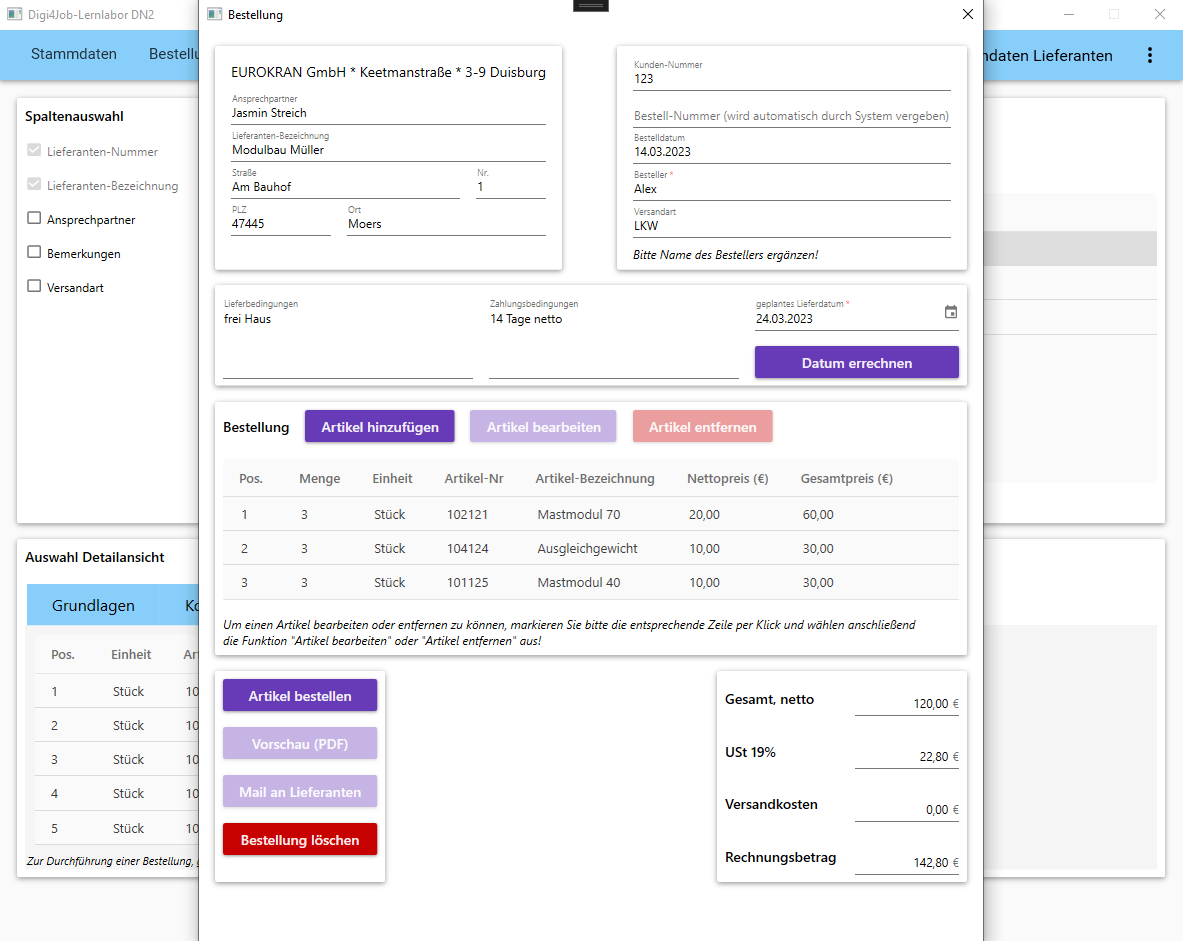 Digi4Job-Lernlabor DN2
Stammdaten
Bestellu
ndaten Lieferanten
Spaltenauswahl
Lieferanten-Nummer
Lieferanten-Bezeichnung
Ansprechpartner
Bemerkungen
Versandart
Auswahl Detailansicht
Grundlagen
Ko
Pos. Einheit Art
1 Stück 10
2 Stück 10
3 Stück 10
4 Stück 10
5 Stück 10
Zur Durchführung einer Bestellung, g
Bestellung
EUROKRAN GmbH * Keetmanstraße * 3-9 Duisburg
Ansprechpartner
Jasmin Streich
Lieferanten-Bezeichnung
Modulbau Müller
Straße Nr.
Am Bauhof 1
PLZ Ort
47445 Moers
Kunden-Nummer
123
Bestell-Nummer (wird automatisch durch System vergeben)
Bestelldatum
14.03.2023
Besteller *
Alex
Versandart
LKW
Bitte Name des Bestellers ergänzen!
Lieferbedingungen
frei Haus
Zahlungsbedingungen
14 Tage netto
geplantes Lieferdatum *
24.03.2023
Datum errechnen
Bestellung Artikel hinzufügen Artikel bearbeiten Artikel entfernen
Pos. Menge Einheit Artikel-Nr Artikel-Bezeichnung Nettopreis (€) Gesamtpreis (€)
1 3 Stück 102121 Mastmodul 70 20,00 60,00
2 3 Stück 104124 Ausgleichgewicht 10,00 30,00
3 3 Stück 101125 Mastmodul 40 10,00 30,00
Um einen Artikel bearbeiten oder entfernen zu können, markieren Sie bitte die entsprechende Zeile per Klick und wählen anschließend
die Funktion "Artikel bearbeiten" oder "Artikel entfernen" aus!
Artikel bestellen
Vorschau (PDF)
Mail an Lieferanten
Bestellung löschen
Gesamt, netto 120,00 €
USt 19% 22,80 €
Versandkosten 0,00 €
Rechnungsbetrag 142,80 €